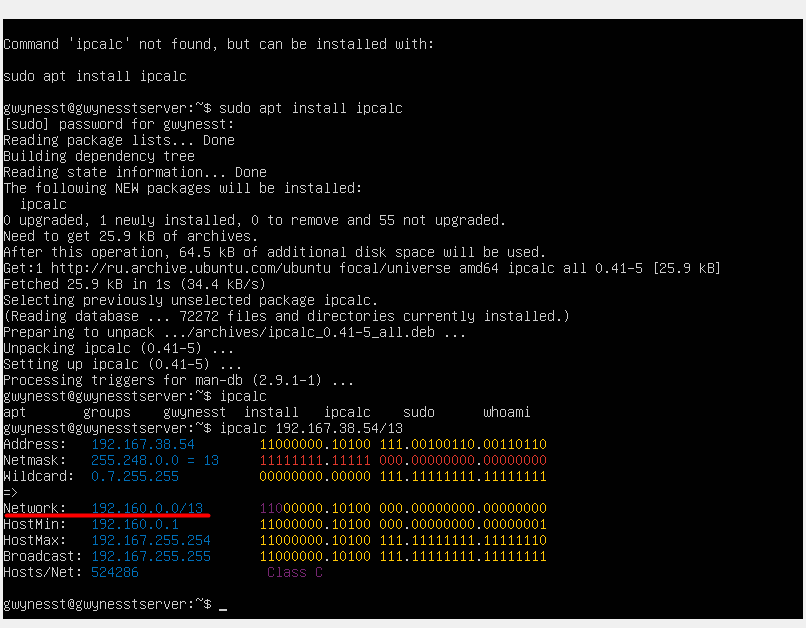 Command 'ipcalc' not found, but can be installed with:
sudo apt install ipcalc
gwynesst@gwynesstserver:~$ sudo apt install ipcalc
[sudo] password for gwynesst:
Reading package lists... Done
Building dependency tree
Reading state information... Done
The following NEW packages will be installed:
  ipcalc
0 upgraded, 1 newly installed, 0 to remove and 55 not upgraded.
Need to get 25.9 kB of archives.
After this operation, 64.5 kB of additional disk space will be used.
Get:1 http://ru.archive.ubuntu.com/ubuntu focal/universe amd64 ipcalc all 0.41-5 [25.9 kB]
Fetched 25.9 kB in 1s (34.4 kB/s)
Selecting previously unselected package ipcalc.
(Reading database ... 72272 files and directories currently installed.)
Preparing to unpack .../archives/ipcalc_0.41-5_all.deb ...
Unpacking ipcalc (0.41-5) ...
Setting up ipcalc (0.41-5) ...
Processing triggers for man-db (2.9.1-1) ...
gwynesst@gwynesstserver:~$ ipcalc
apt       groups    gwynesst  install   ipcalc    sudo      whoami
gwynesst@gwynesstserver:~$ ipcalc 192.167.38.54/13
Address:   192.167.38.54        11000000.10100 111.00100110.00110110
Netmask:   255.248.0.0 = 13     11111111.11111 000.00000000.00000000
Wildcard:  0.7.255.255          00000000.00000 111.11111111.11111111
=>
Network:   192.160.0.0/13       11000000.10100 000.00000000.00000000
HostMin:   192.160.0.1          11000000.10100 000.00000000.00000001
HostMax:   192.167.255.254      11000000.10100 111.11111111.11111110
Broadcast: 192.167.255.255      11000000.10100 111.11111111.11111111
Hosts/Net: 524286                Class C
gwynesst@gwynesstserver:~$ _